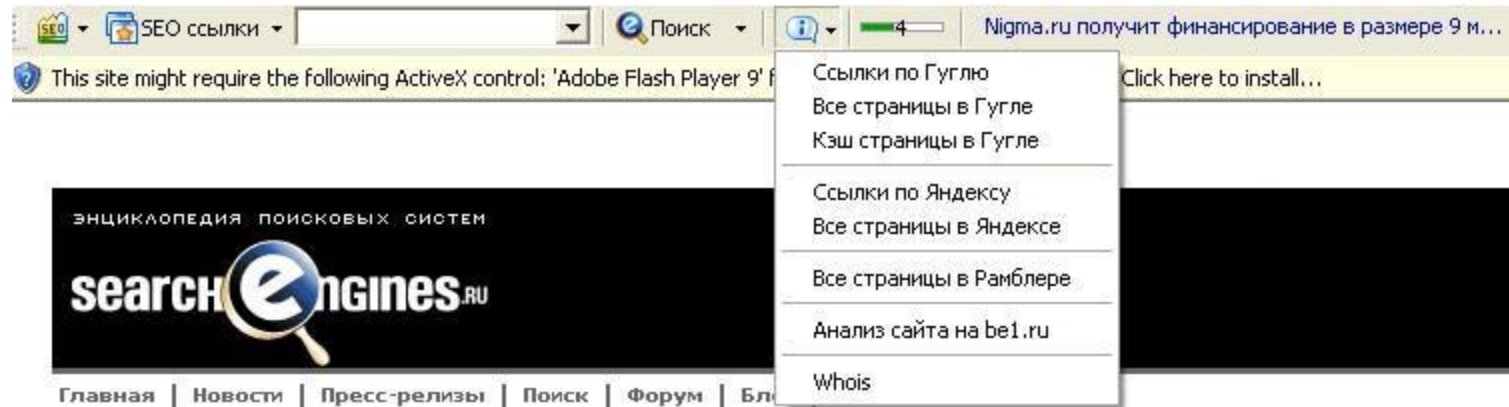 SEO SEO ссылки Поиск 4 Nigma.ru получит финансирование в размере 9 м...
This site might require the following ActiveX control: 'Adobe Flash Player 9' f
Click here to install...
Ссылки по Гуглю
Все страницы в Гугле
Кэш страницы в Гугле
Ссылки по Яндексу
Все страницы в Яндексе
Все страницы в Рамблере
Анализ сайта на be1.ru
Whois
энциклопедия поисковых систем
searchengines.ru
Главная | Новости | Пресс-релизы | Поиск | Форум | Бл